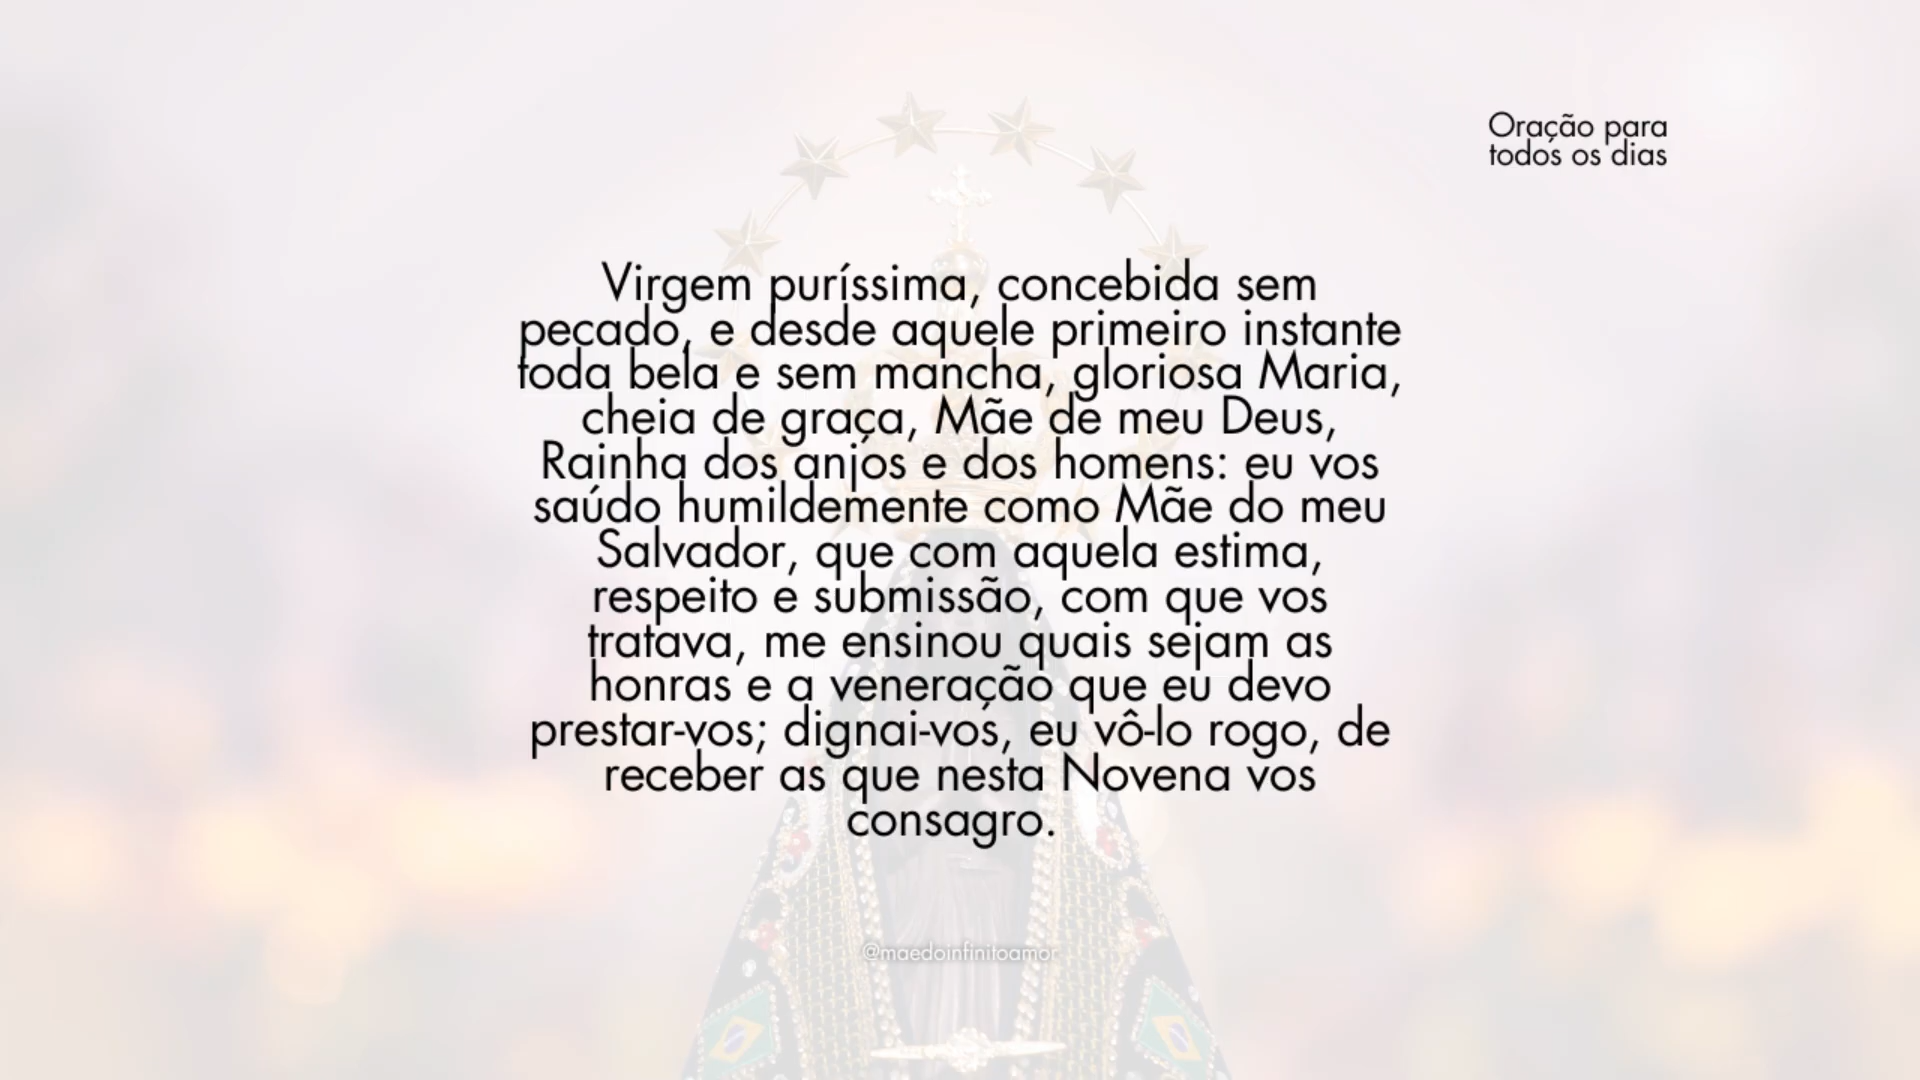 Oração para
todos os dias
Virgem puríssima, concebida sem
pecado, e desde aquele primeiro instante
toda bela e sem mancha, gloriosa Maria,
cheia de graça, Mãe de meu Deus,
Rainha dos anjos e dos homens: eu vos
saúdo humildemente como Mãe do meu
Salvador, que com aquela estima,
respeito e submissão, com que vos
tratava, me ensinou quais sejam as
honras e a veneração que eu devo
prestar-vos; dignai-vos, eu vô-lo rogo, de
receber as que nesta Novena vos
consagro.
@maedoinfinitoamor